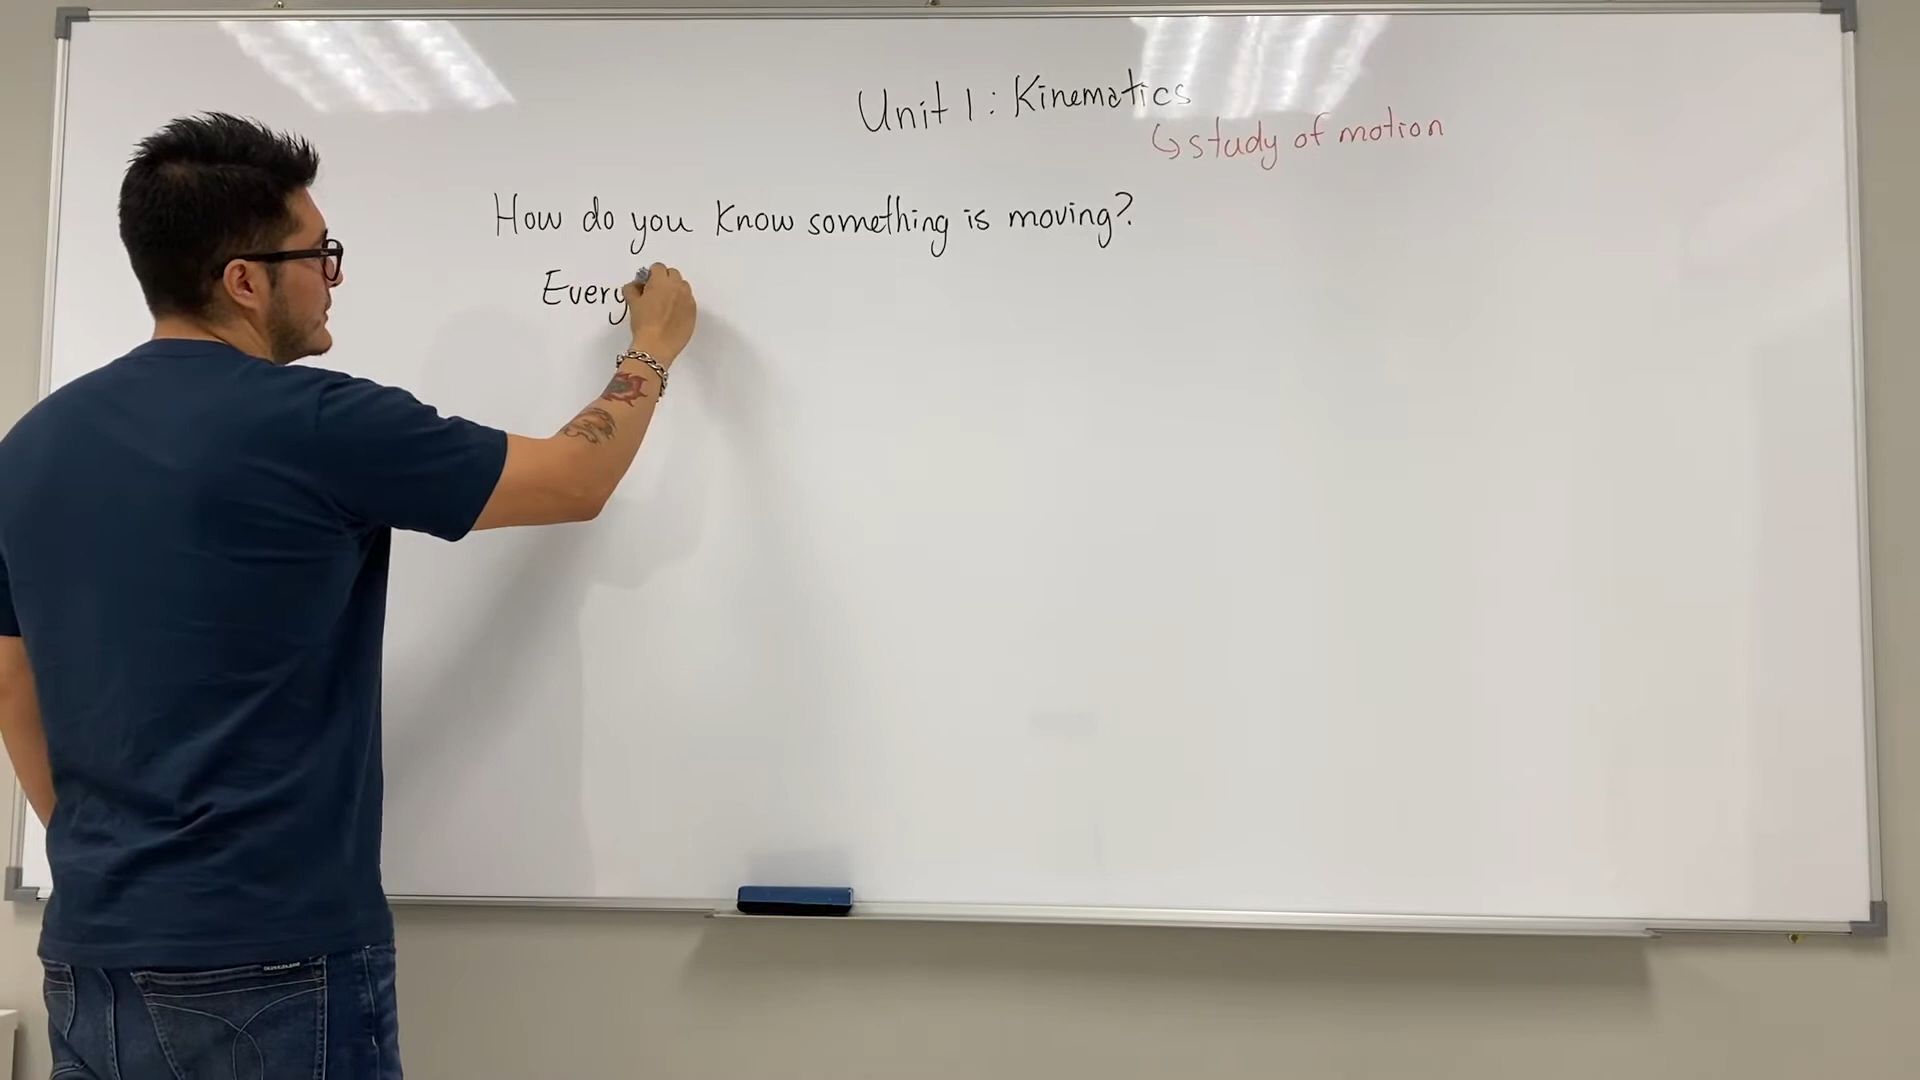 Unit 1: Kinematics
↳ study of motion
How do you know something is moving?
Every